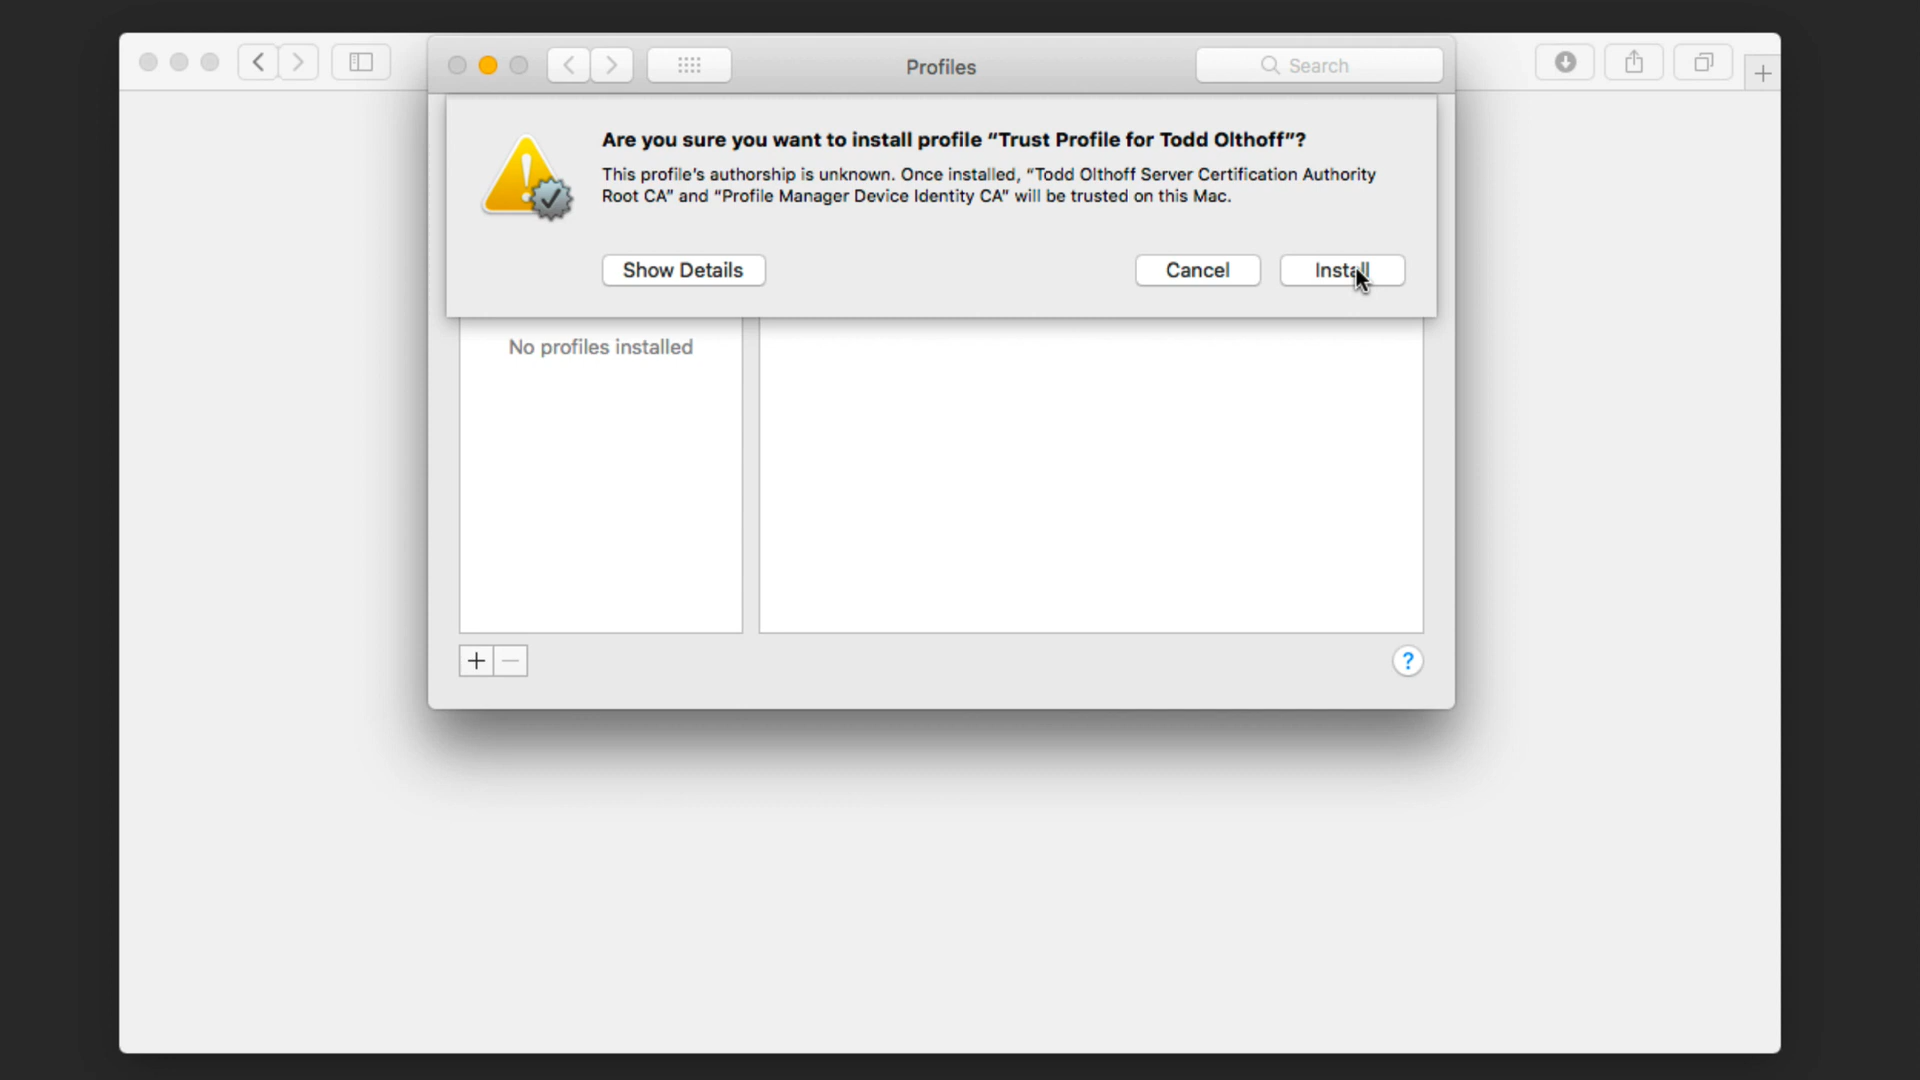 Profiles
Search
Are you sure you want to install profile “Trust Profile for Todd Olthoff”?
This profile’s authorship is unknown. Once installed, “Todd Olthoff Server Certification Authority
Root CA” and “Profile Manager Device Identity CA” will be trusted on this Mac.
Show Details
Cancel
Install
No profiles installed